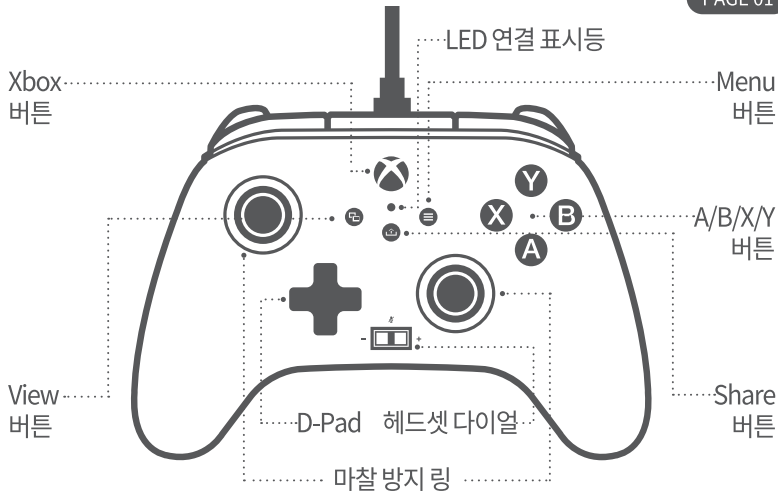 PAGE 01
LED 연결 표시등
Xbox
버튼
Menu
버튼
Y
X
B
A
A/B/X/Y
버튼
- +
View
버튼
D-Pad
헤드셋 다이얼
Share
버튼
마찰 방지 링